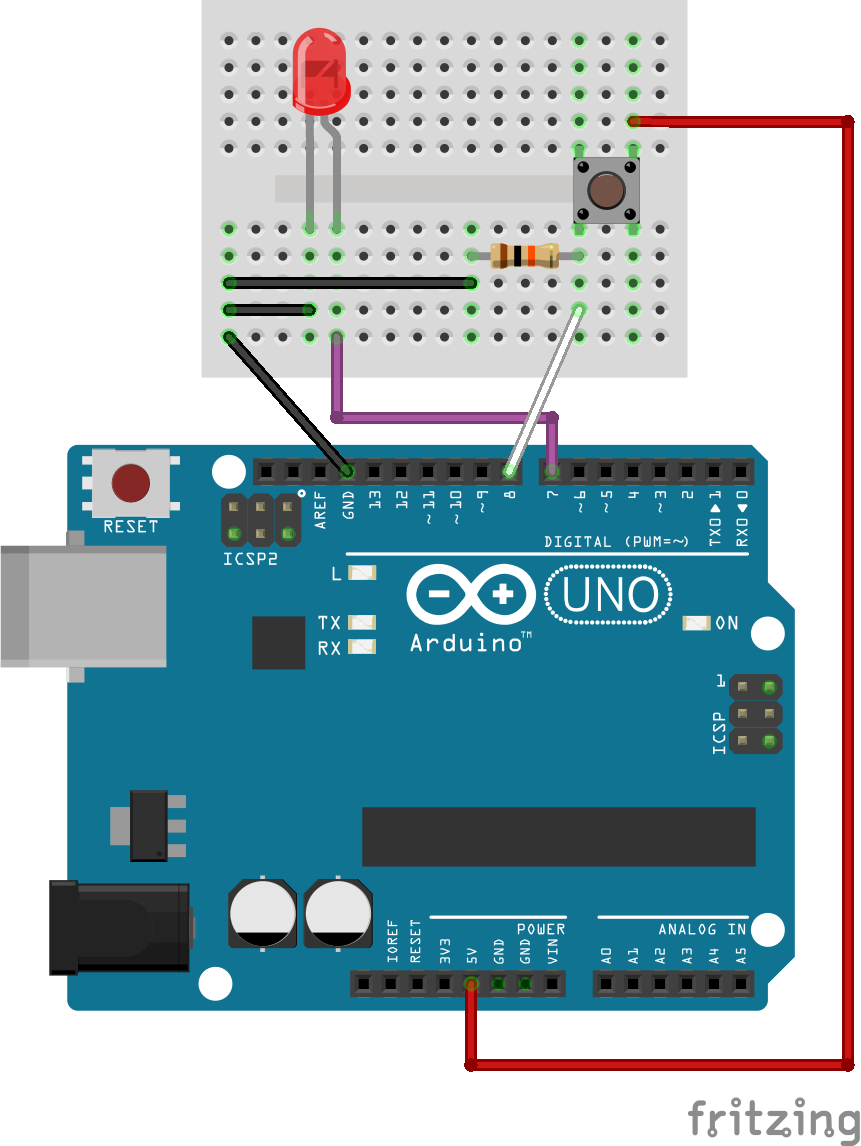 RESET
ICSP2
AREF
GND
13
12
~11
~10
~9
8
7
~6
~5
4
~3
2
TX0▶1
RX0◀0
DIGITAL (PWM=~)
L
TX
RX
Arduino™
UNO
ON
1
ICSP
IOREF
RESET
3V3
5V
GND
GND
VIN
POWER
ANALOG IN
A0
A1
A2
A3
A4
A5
fritzing